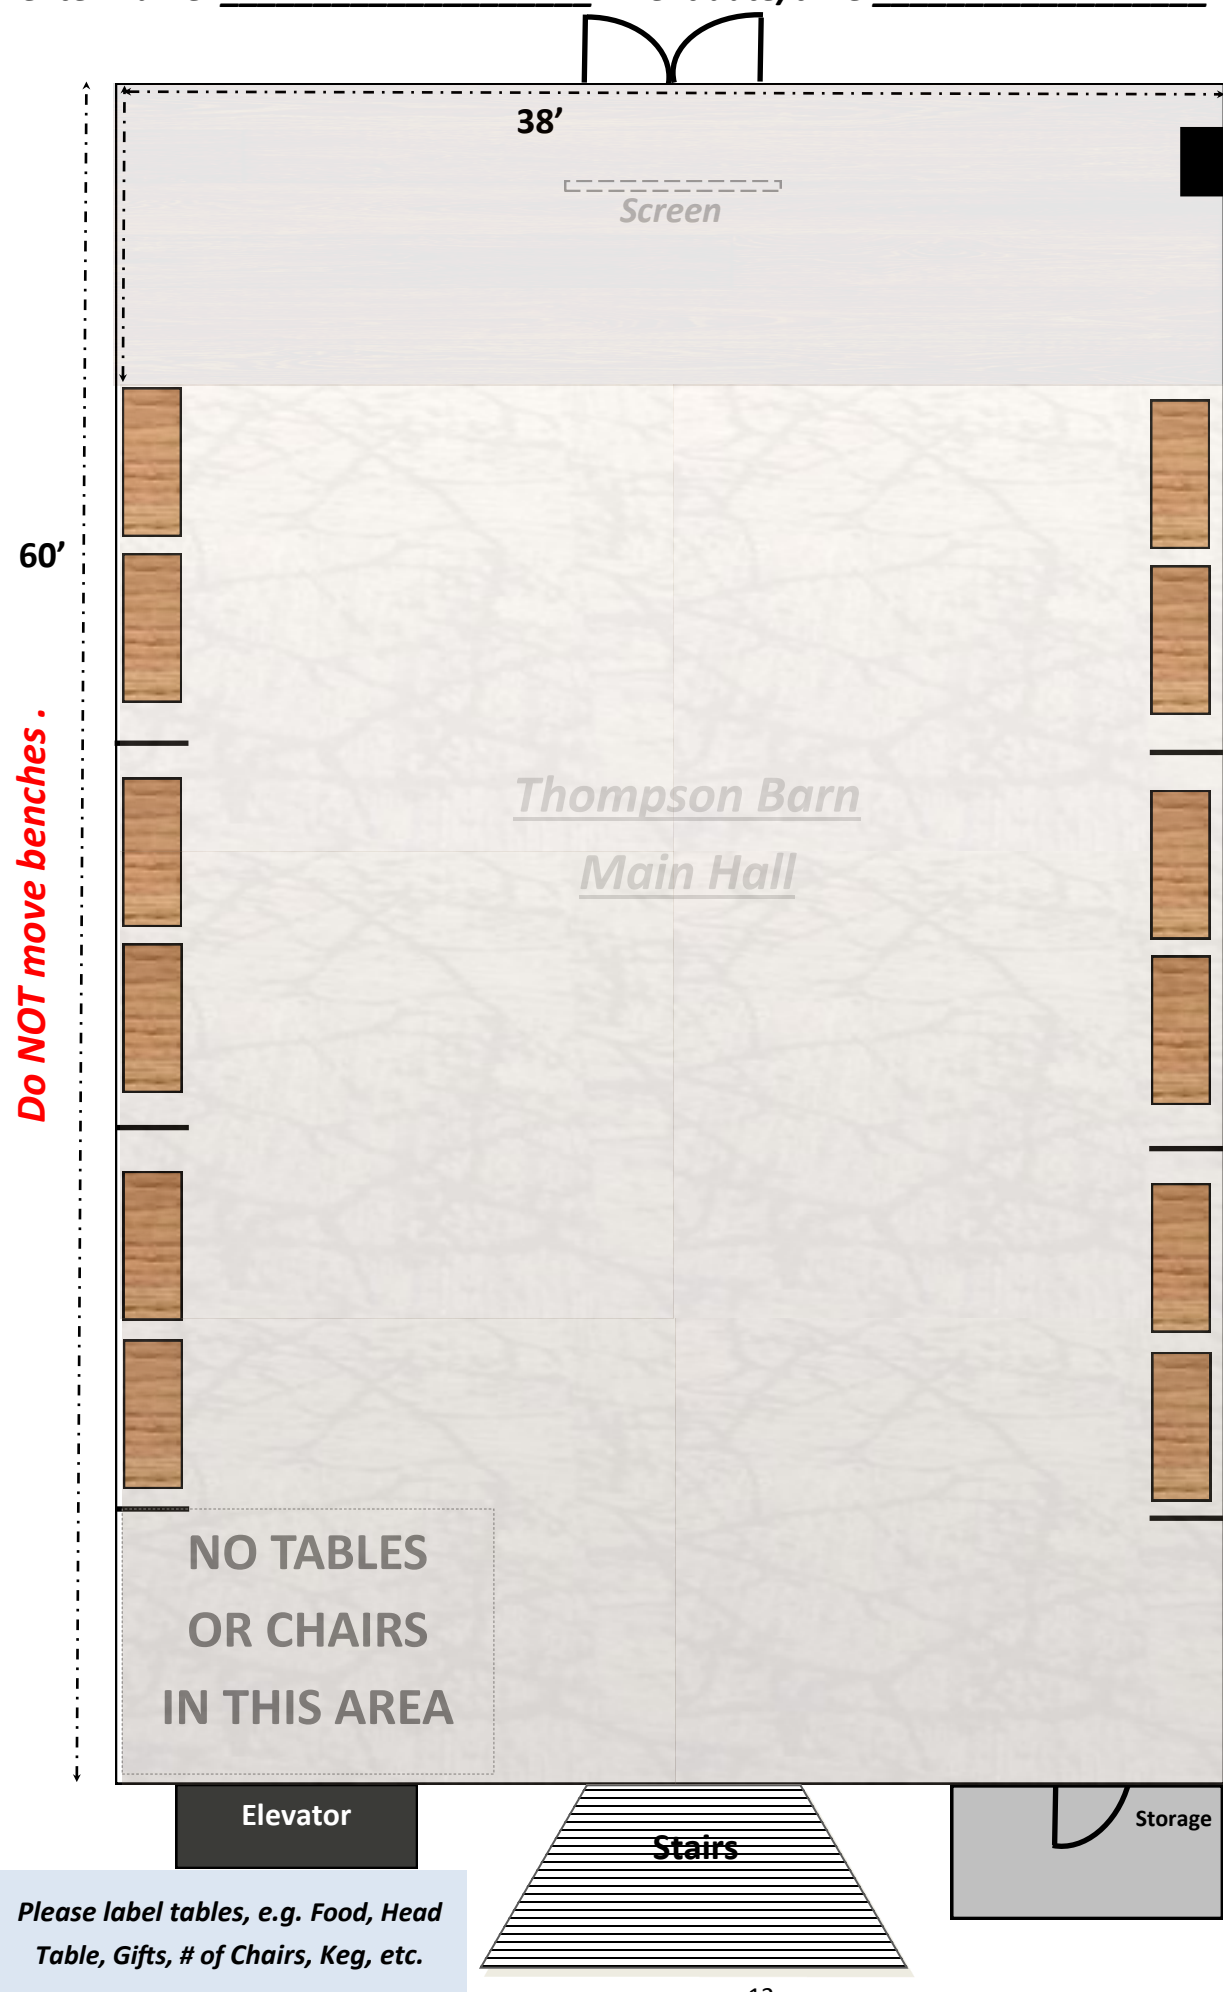 38’
Screen
60’
Do NOT move benches .
Thompson Barn
Main Hall
NO TABLES
OR CHAIRS
IN THIS AREA
Elevator
Stairs
Storage
Please label tables, e.g. Food, Head
Table, Gifts, # of Chairs, Keg, etc.